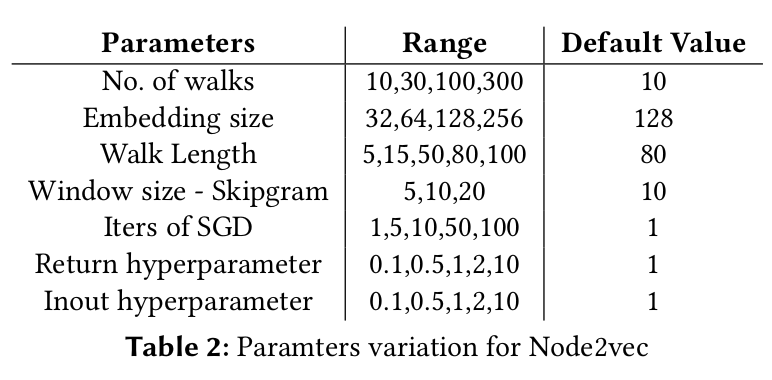 Parameters Range Default Value
No. of walks 10,30,100,300 10
Embedding size 32,64,128,256 128
Walk Length 5,15,50,80,100 80
Window size - Skipgram 5,10,20 10
Iters of SGD 1,5,10,50,100 1
Return hyperparameter 0.1,0.5,1,2,10 1
Inout hyperparameter 0.1,0.5,1,2,10 1
Table 2: Paramters variation for Node2vec